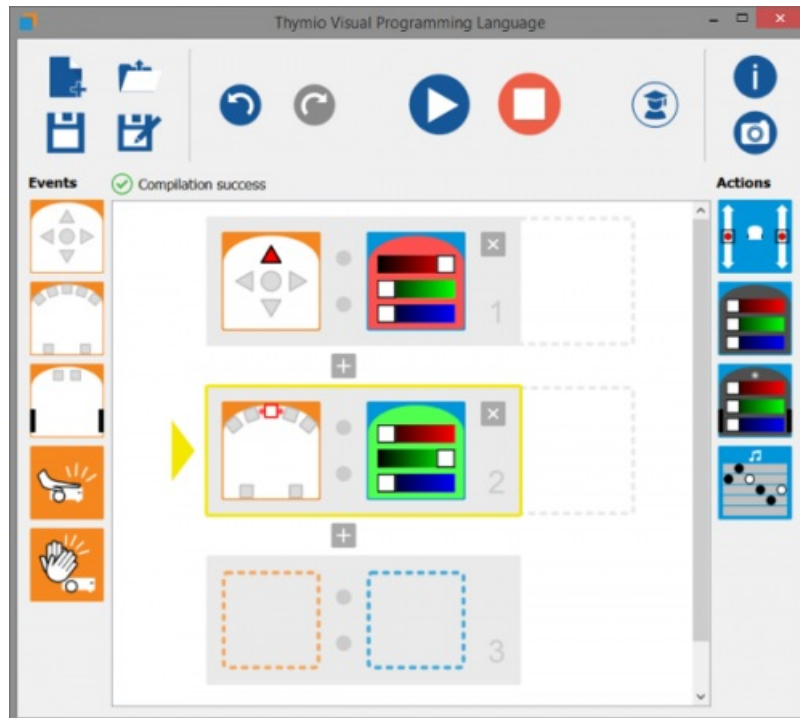 Thymio Visual Programming Language
Events
Compilation success
Actions
1
2
3